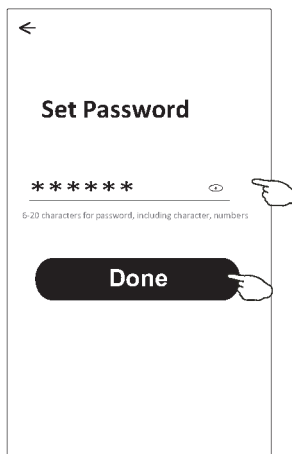 Set Password
******
6-20 characters for password, including character, numbers
Done